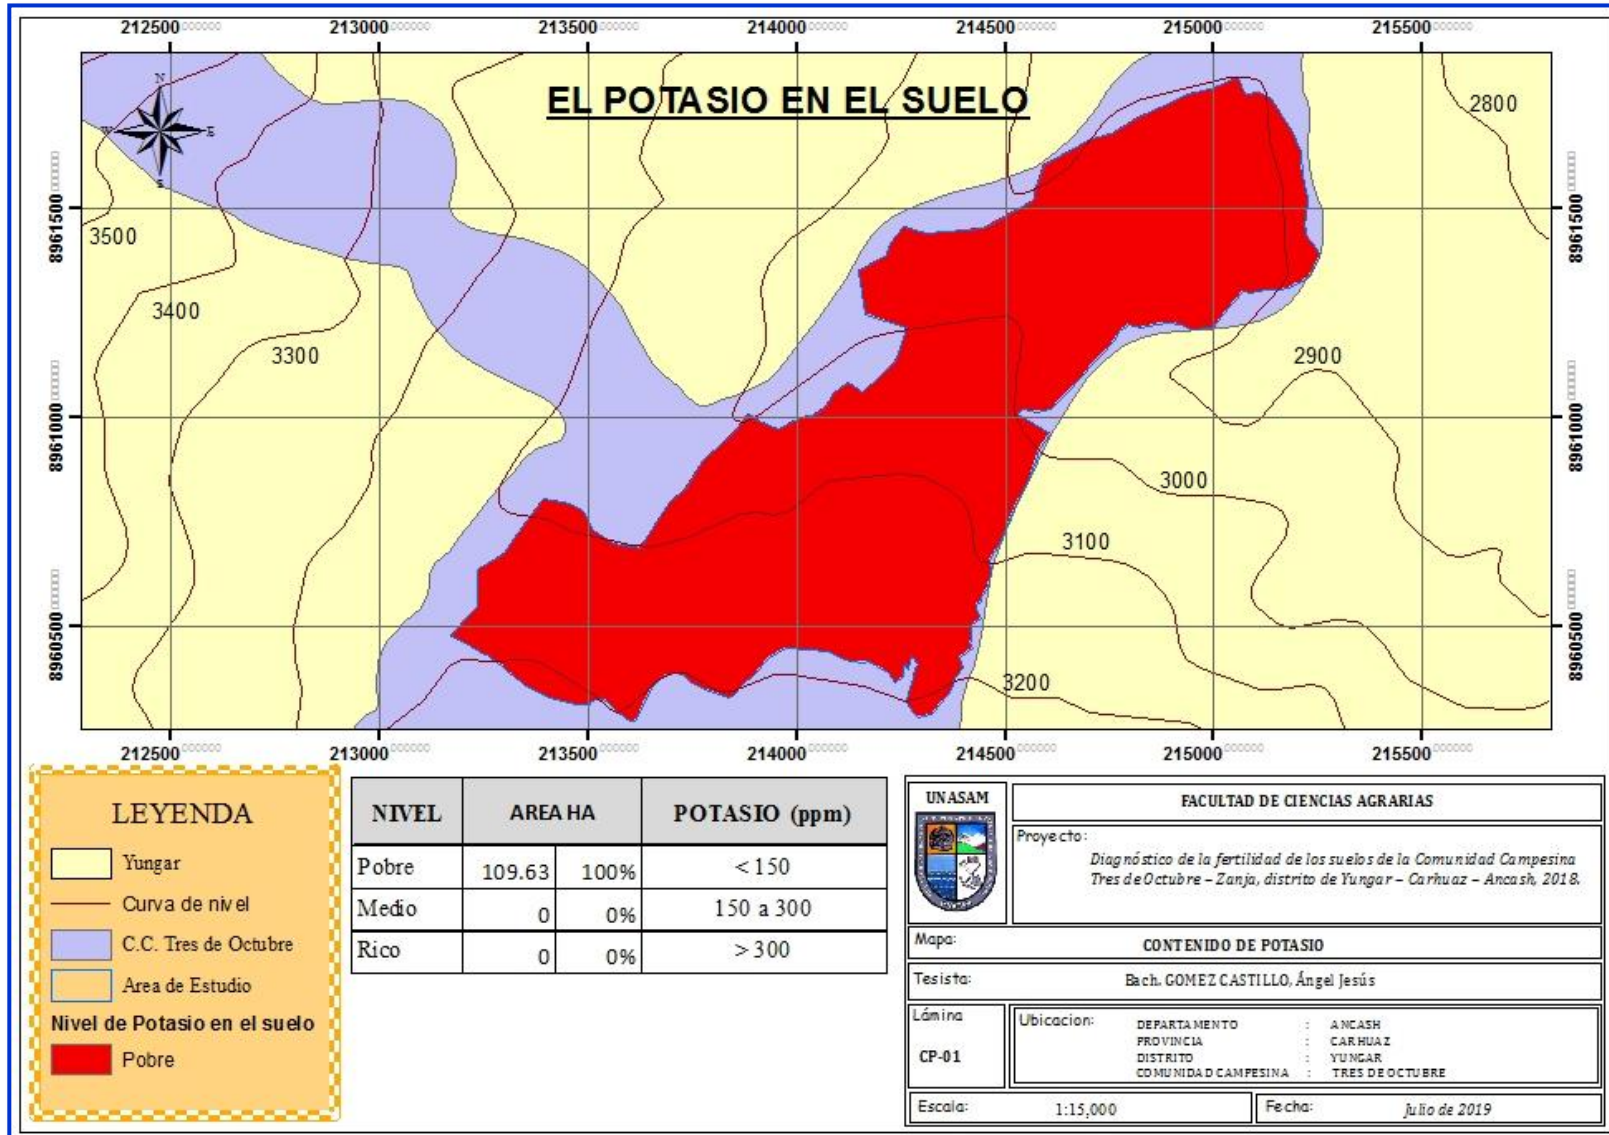 212500 213000 213500 214000 214500 215000 215500
EL POTASIO EN EL SUELO
N
W E
S
2800
8961500 8961500
3500
3400
3300
2900
8961000 8961000
3000
3100
8960500 8960500
3200
212500 213000 213500 214000 214500 215000 215500
LEYENDA
Yungar
Curva de nivel
C.C. Tres de Octubre
Area de Estudio
Nivel de Potasio en el suelo
Pobre
NIVEL AREA HA POTASIO (ppm)
Pobre 109.63 100% < 150
Medio 0 0% 150 a 300
Rico 0 0% > 300
UNASAM
FACULTAD DE CIENCIAS AGRARIAS
Proyecto:
Diagnóstico de la fertilidad de los suelos de la Comunidad Campesina
Tres de Octubre – Zanja, distrito de Yungar – Carhuaz – Ancash, 2018.
Mapa: CONTENIDO DE POTASIO
Tesista: Bach. GOMEZ CASTILLO, Ángel Jesús
Lámina
CP-01
Ubicacion:
DEPARTAMENTO : ANCASH
PROVINCIA : CARHUAZ
DISTRITO : YUNGAR
COMUNIDAD CAMPESINA : TRES DE OCTUBRE
Escala: 1:15,000
Fecha: Julio de 2019